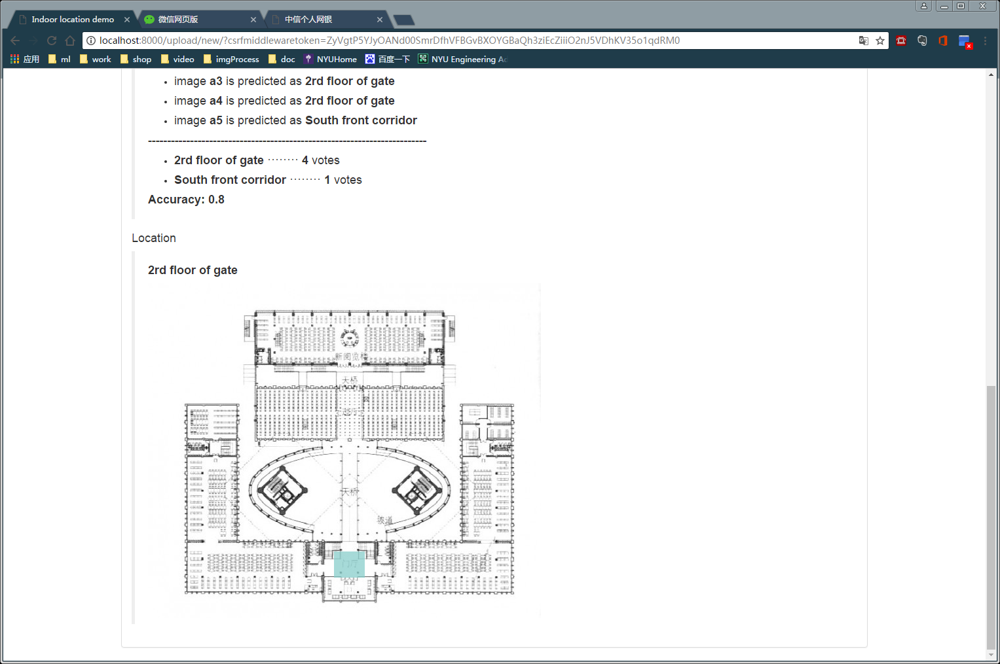 Indoor location demo
微信网页版
中信个人网银
localhost:8000/upload/new/?csrfmiddlewaretoken=ZyVgtP5YJyOANd00SmrDfhVFBGvBXOYGBaQh3ziEcZiiiO2nJ5VDhKV35o1qdRM0
应用 ml work shop video imgProcess doc NYUHome 百度一下 NYU Engineering Ac
• image a3 is predicted as 2rd floor of gate
• image a4 is predicted as 2rd floor of gate
• image a5 is predicted as South front corridor
-------------------------------------------------------------------------
• 2rd floor of gate ········ 4 votes
• South front corridor ········ 1 votes
Accuracy: 0.8
Location
2rd floor of gate
新阅览楼
天桥
天桥
坡道
门厅